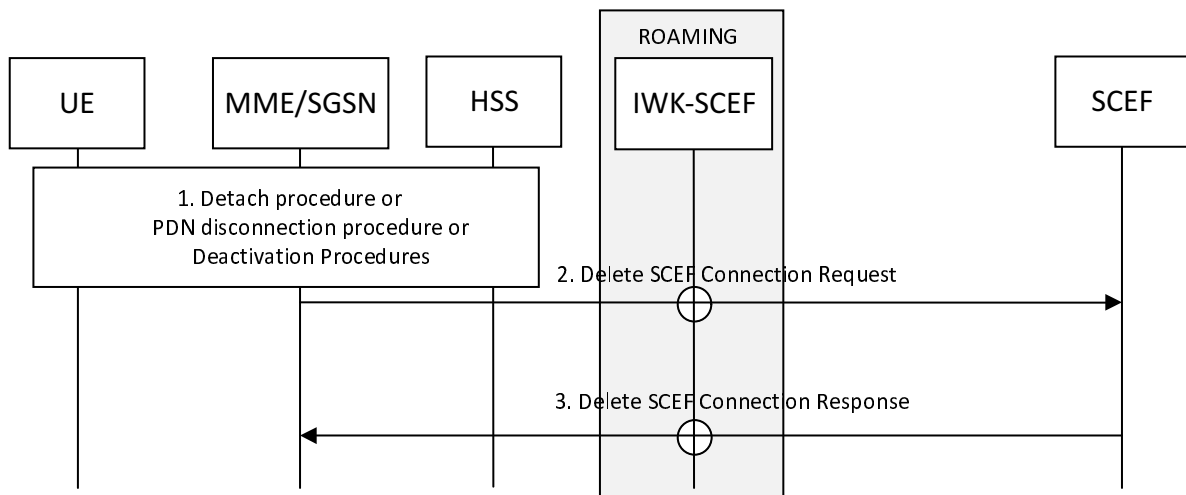 ROAMING
UE
MME/SGSN
HSS
IWK-SCEF
SCEF
1. Detach procedure or
PDN disconnection procedure or
Deactivation Procedures
2. Delete SCEF Connection Request
3. Delete SCEF Connection Response